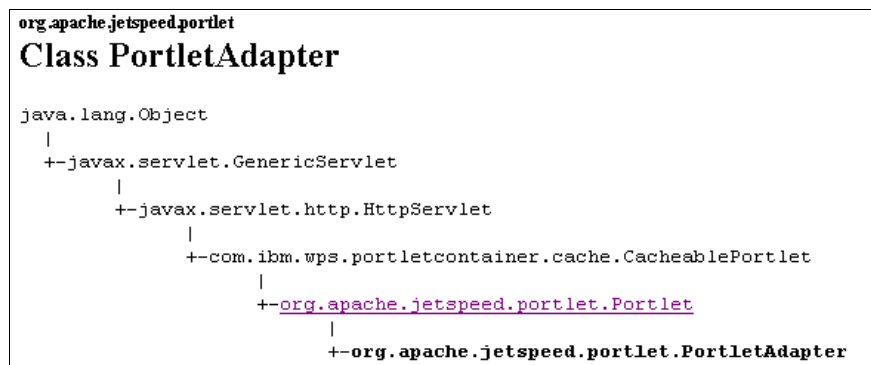 org.apache.jetspeed.portlet
Class PortletAdapter
java.lang.Object
  |
  +-javax.servlet.GenericServlet
        |
        +-javax.servlet.http.HttpServlet
              |
              +-com.ibm.wps.portletcontainer.cache.CacheablePortlet
                    |
                    +-org.apache.jetspeed.portlet.Portlet
                          |
                          +-org.apache.jetspeed.portlet.PortletAdapter